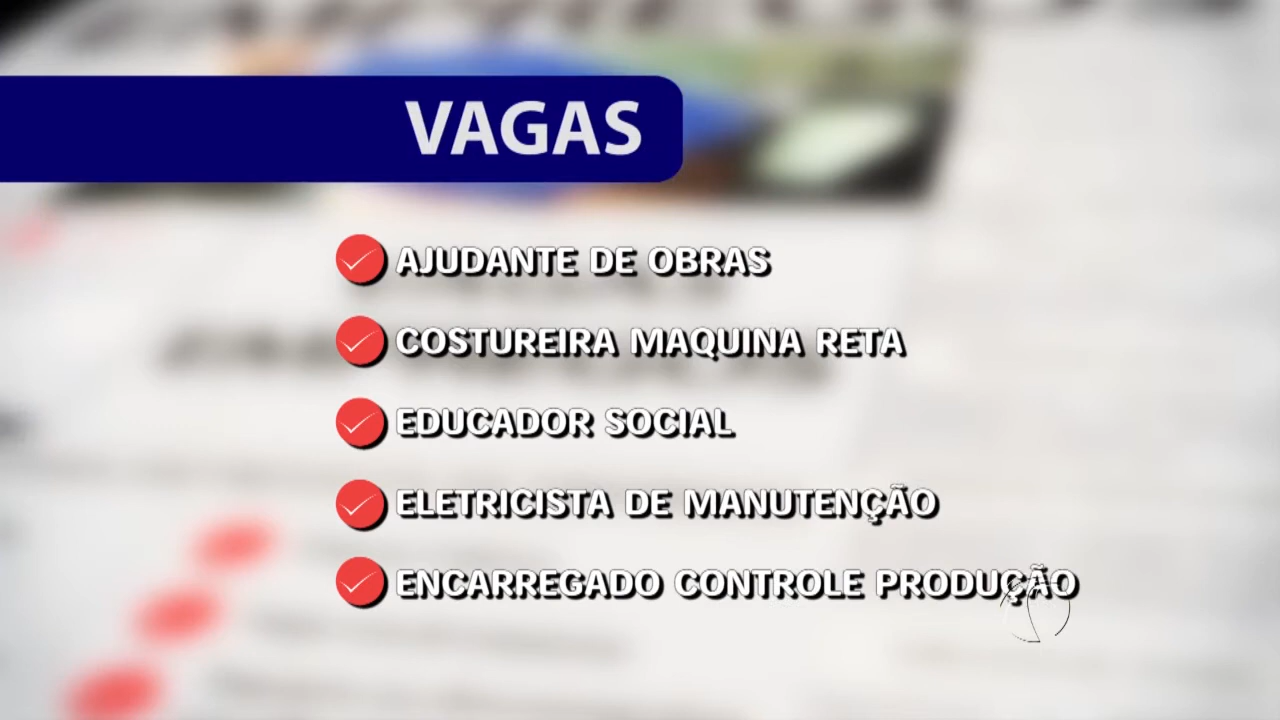 VAGAS
AJUDANTE DE OBRAS
COSTUREIRA MAQUINA RETA
EDUCADOR SOCIAL
ELETRICISTA DE MANUTENÇÃO
ENCARREGADO CONTROLE PRODUÇÃO